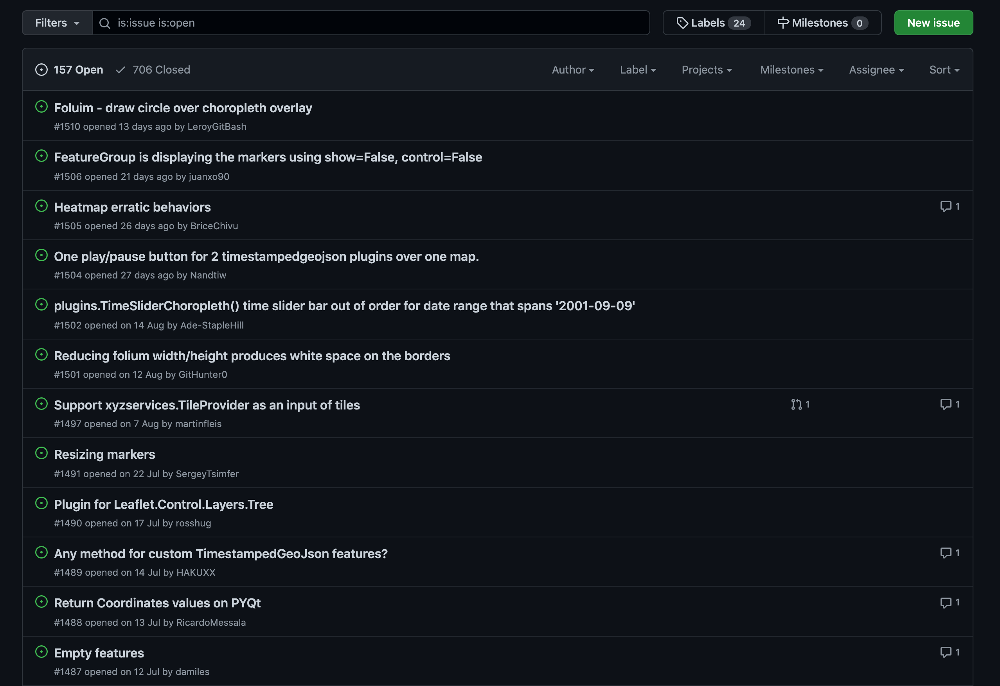 Filters
is:issue is:open
Labels 24
Milestones 0
New issue
157 Open
706 Closed
Author
Label
Projects
Milestones
Assignee
Sort
Foluim - draw circle over choropleth overlay
#1510 opened 13 days ago by LeroyGitBash
FeatureGroup is displaying the markers using show=False, control=False
#1506 opened 21 days ago by juanxo90
Heatmap erratic behaviors
1
#1505 opened 26 days ago by BriceChivu
One play/pause button for 2 timestampedgeojson plugins over one map.
#1504 opened 27 days ago by Nandtiw
plugins.TimeSliderChoropleth() time slider bar out of order for date range that spans '2001-09-09'
#1502 opened on 14 Aug by Ade-StapleHill
Reducing folium width/height produces white space on the borders
#1501 opened on 12 Aug by GitHunter0
Support xyzservices.TileProvider as an input of tiles
1
1
#1497 opened on 7 Aug by martinfleis
Resizing markers
#1491 opened on 22 Jul by SergeyTsimfer
Plugin for Leaflet.Control.Layers.Tree
#1490 opened on 17 Jul by rosshug
Any method for custom TimestampedGeoJson features?
1
#1489 opened on 14 Jul by HAKUXX
Return Coordinates values on PYQt
1
#1488 opened on 13 Jul by RicardoMessala
Empty features
1
#1487 opened on 12 Jul by damiles